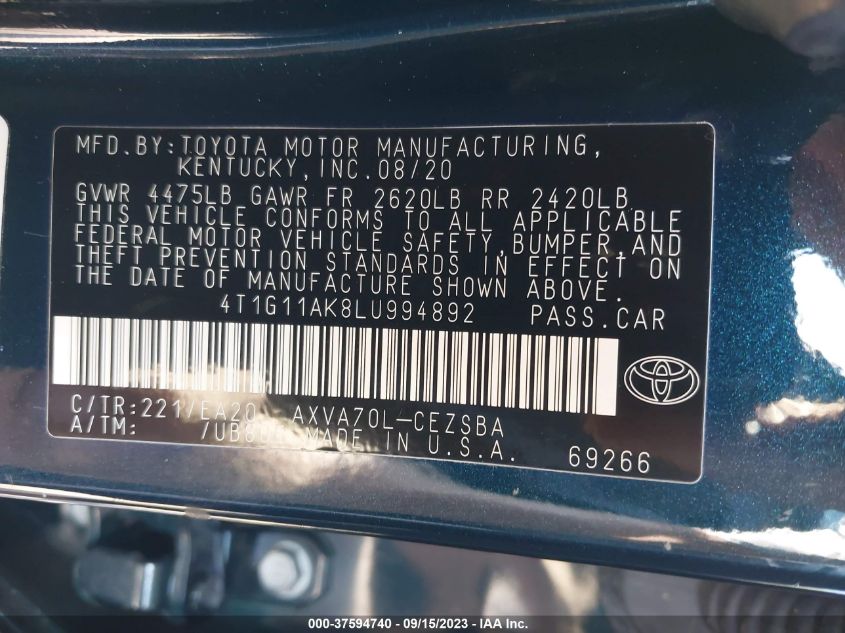 MFD.BY:TOYOTA MOTOR MANUFACTURING,
KENTUCKY,INC.08/20
GVWR 4475LB GAWR FR 2620LB RR 2420LB
THIS VEHICLE CONFORMS TO ALL APPLICABLE
FEDERAL MOTOR VEHICLE SAFETY,BUMPER,AND
THEFT PREVENTION STANDARDS IN EFFECT ON
THE DATE OF MANUFACTURE SHOWN ABOVE.
4T1G11AK8LU994892 PASS.CAR
C/TR:221/EA20 AXVA70L-CEZSBA
A/TM: MADE IN U.S.A. 69266
000-37594740 - 09/15/2023 - IAA Inc.